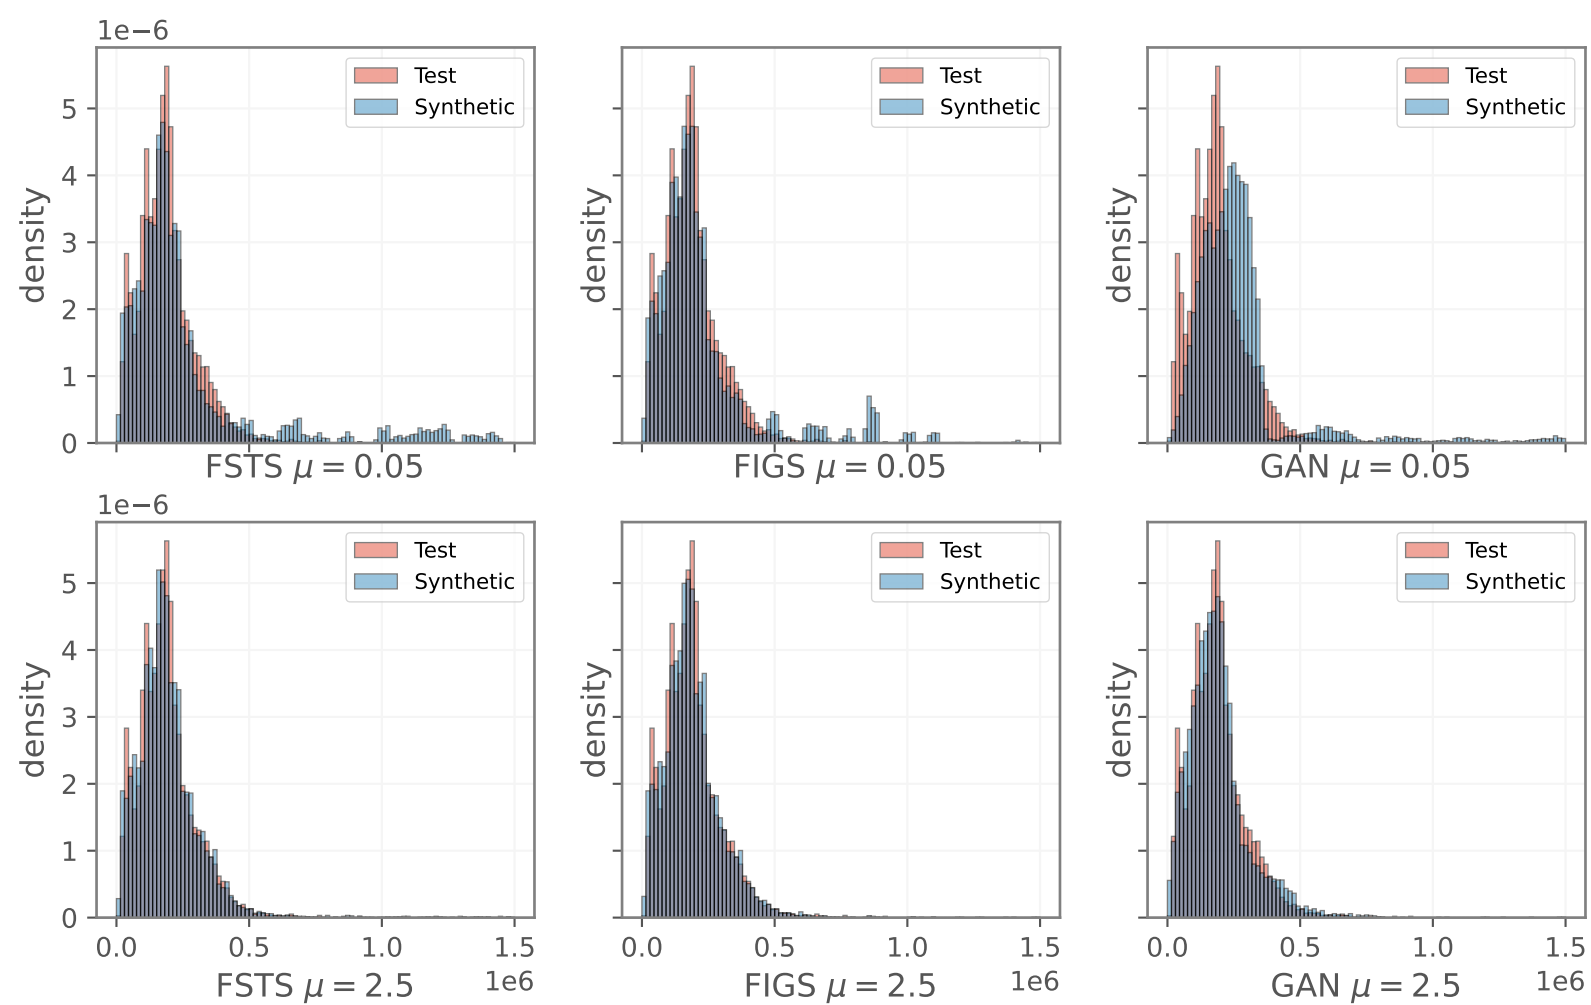 1e−6
Test
Synthetic
Test
Synthetic
Test
Synthetic
density
density
density
5
4
3
2
1
0
FSTS μ = 0.05
FIGS μ = 0.05
GAN μ = 0.05
1e−6
Test
Synthetic
Test
Synthetic
Test
Synthetic
density
density
density
5
4
3
2
1
0
0.0 0.5 1.0 1.5
0.0 0.5 1.0 1.5
0.0 0.5 1.0 1.5
1e6
1e6
1e6
FSTS μ = 2.5
FIGS μ = 2.5
GAN μ = 2.5